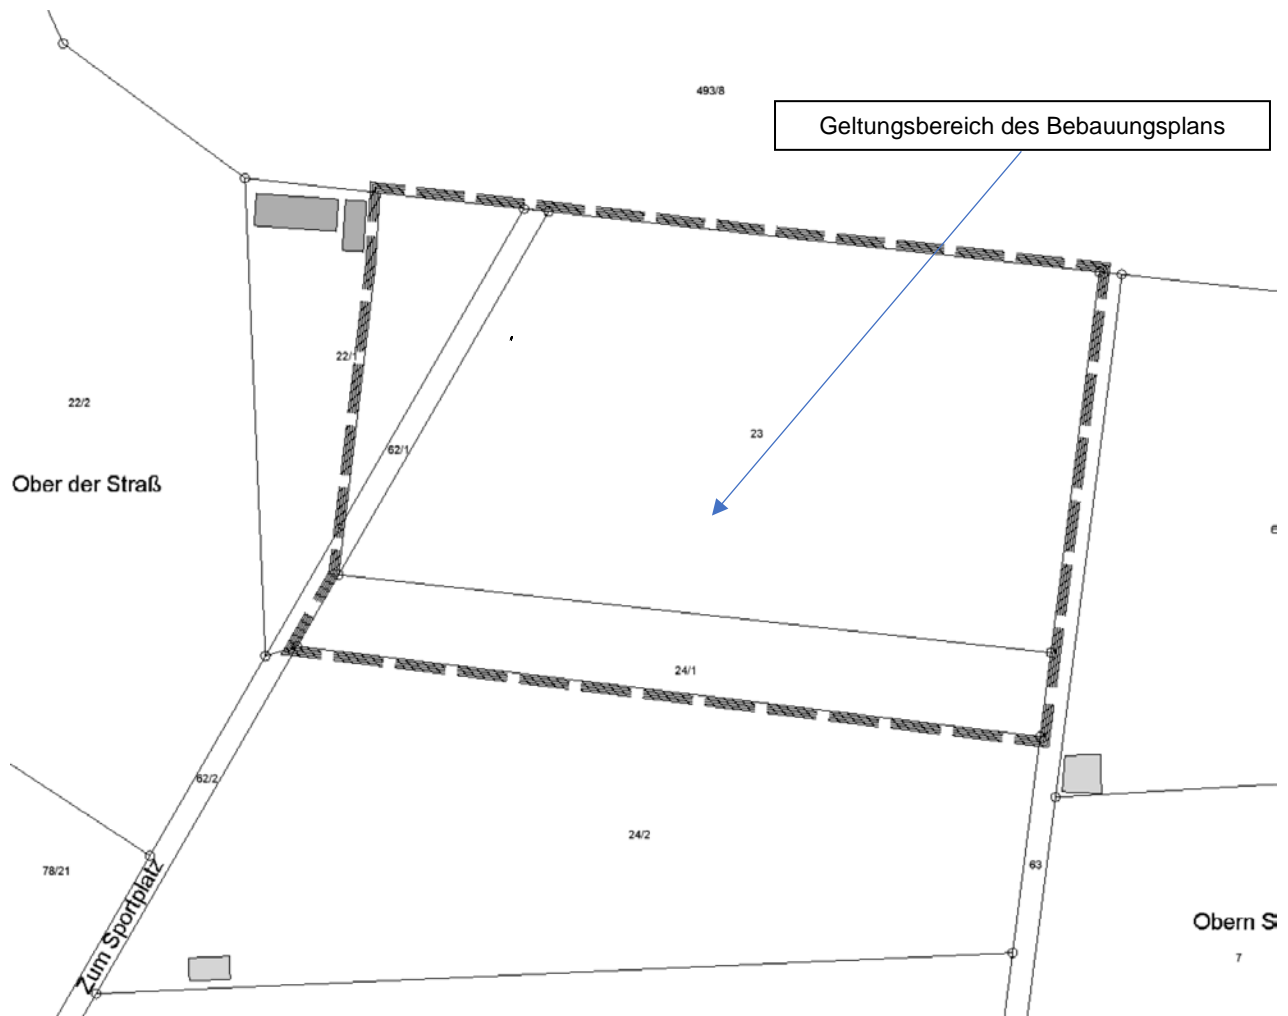 493/8
Geltungsbereich des Bebauungsplans
22/1
22/2
23
62/1
Ober der Straß
24/1
62/2
24/2
63
78/21
Zum Sportplatz
Obern S
7